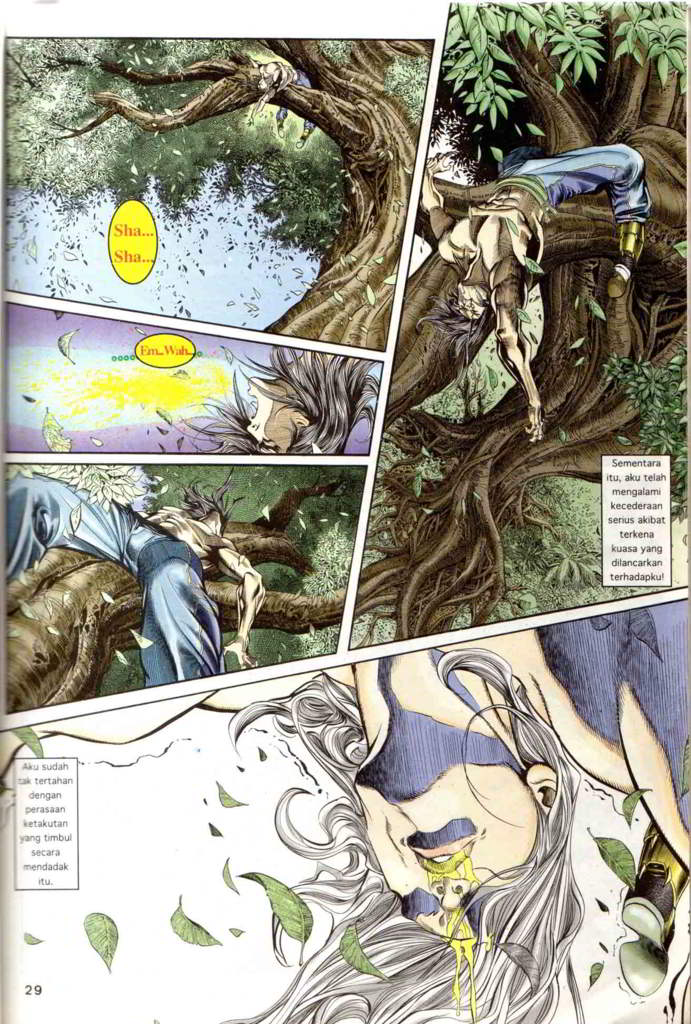 Sha...
Sha...
Sementara
itu, aku telah
mengalami
kecederaan
serius akibat
terkena
kuasa yang
dilancarkan
terhadapku!
Em...Wah...
Aku sudah
tak tertahan
dengan
perasaan
ketakutan
yang timbul
secara
mendadak
itu.
29